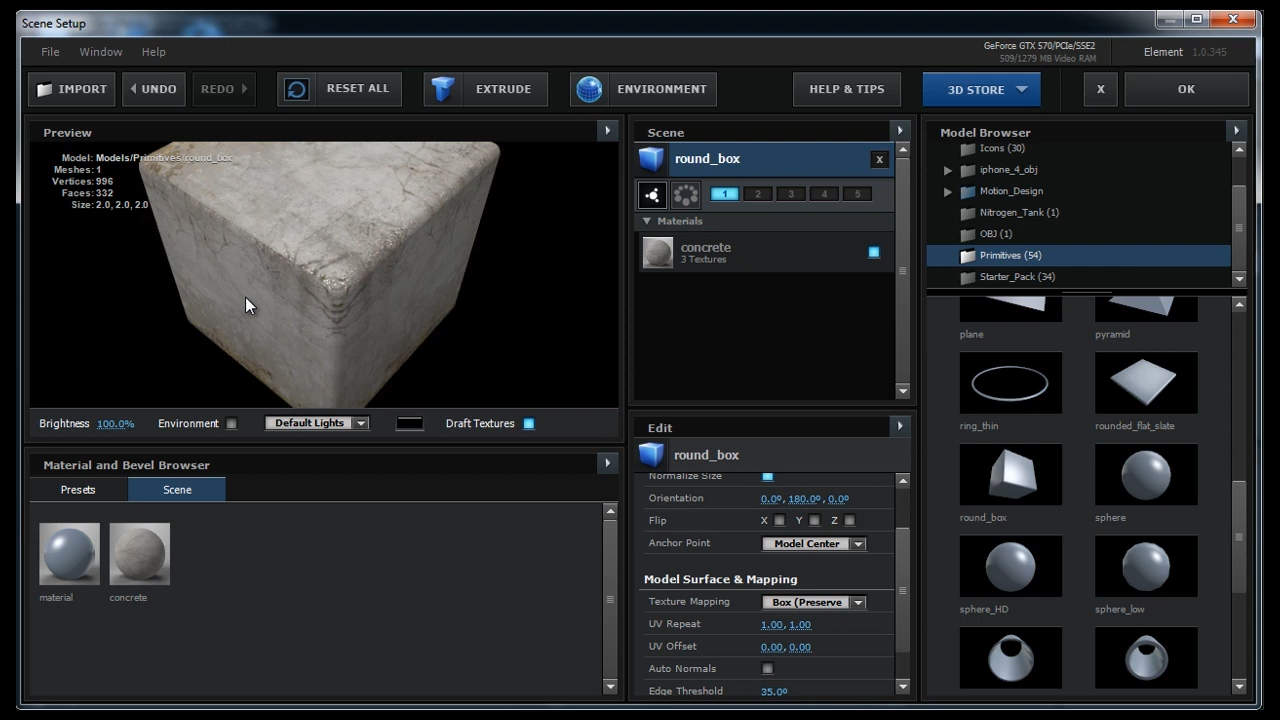 Scene Setup
File Window Help
GeForce GTX 570/PCIe/SSE2
509/1279 MB Video RAM
Element 1.0.345
IMPORT UNDO REDO RESET ALL EXTRUDE ENVIRONMENT HELP & TIPS 3D STORE X OK
Preview
Model: Models/Primitives/round_box
Meshes: 1
Vertices: 996
Faces: 332
Size: 2.0, 2.0, 2.0
Brightness 100.0% Environment Default Lights Draft Textures
Material and Bevel Browser
Presets Scene
material concrete
Scene
round_box X
1 2 3 4 5
Materials
concrete
3 Textures
Edit
round_box
Normalize Size
Orientation 0.0º, 180.0º, 0.0º
Flip X Y Z
Anchor Point Model Center
Model Surface & Mapping
Texture Mapping Box (Preserve
UV Repeat 1.00, 1.00
UV Offset 0.00, 0.00
Auto Normals
Edge Threshold 35.0º
Model Browser
Icons (30)
iphone_4_obj
Motion_Design
Nitrogen_Tank (1)
OBJ (1)
Primitives (54)
Starter_Pack (34)
plane pyramid
ring_thin rounded_flat_slate
round_box sphere
sphere_HD sphere_low